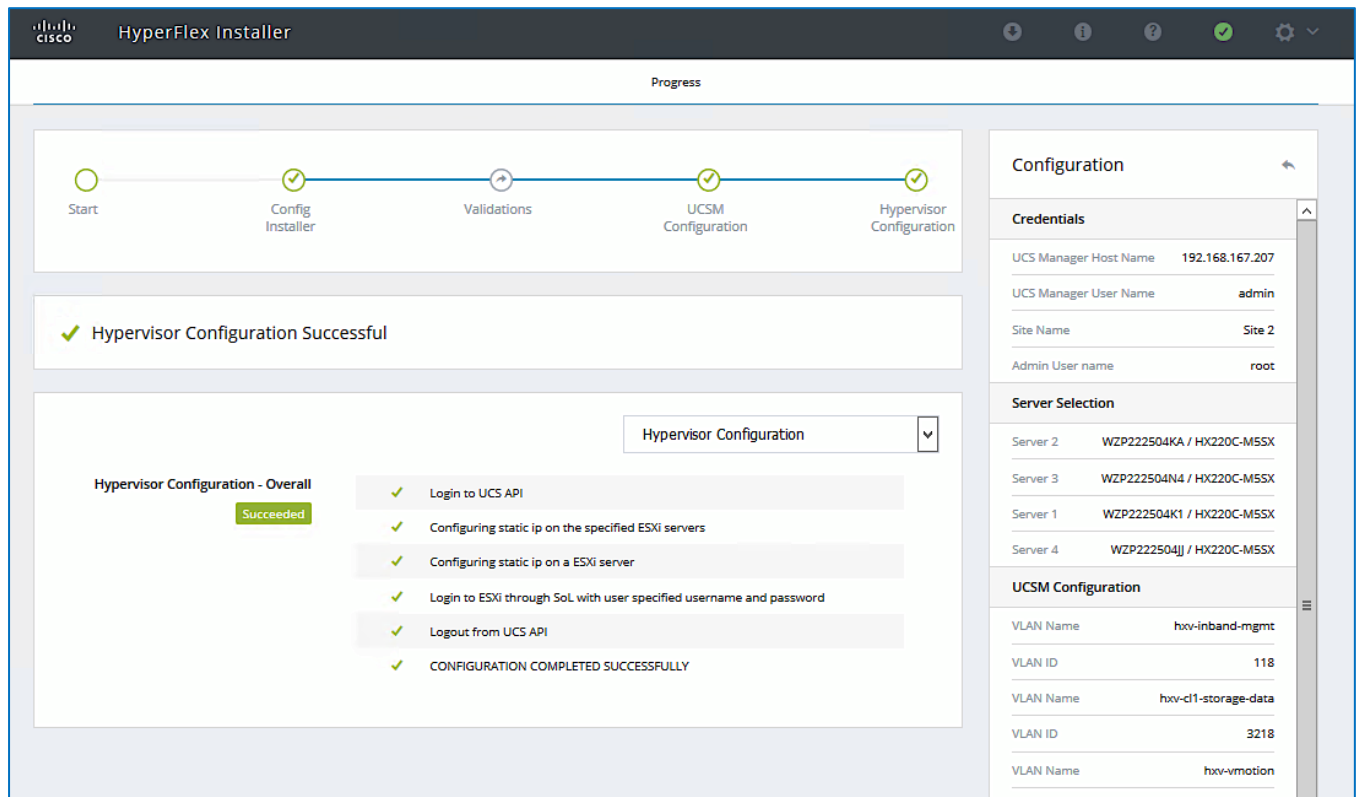 cisco
HyperFlex Installer
Progress
Start
Config
Installer
Validations
UCSM
Configuration
Hypervisor
Configuration
Hypervisor Configuration Successful
Hypervisor Configuration
Hypervisor Configuration - Overall
Succeeded
Login to UCS API
Configuring static ip on the specified ESXi servers
Configuring static ip on a ESXi server
Login to ESXi through SoL with user specified username and password
Logout from UCS API
CONFIGURATION COMPLETED SUCCESSFULLY
Configuration
Credentials
UCS Manager Host Name 192.168.167.207
UCS Manager User Name admin
Site Name Site 2
Admin User name root
Server Selection
Server 2 WZP222504KA / HX220C-M5SX
Server 3 WZP222504N4 / HX220C-M5SX
Server 1 WZP222504K1 / HX220C-M5SX
Server 4 WZP222504JJ / HX220C-M5SX
UCSM Configuration
VLAN Name hxv-inband-mgmt
VLAN ID 118
VLAN Name hxv-cl1-storage-data
VLAN ID 3218
VLAN Name hxv-vmotion